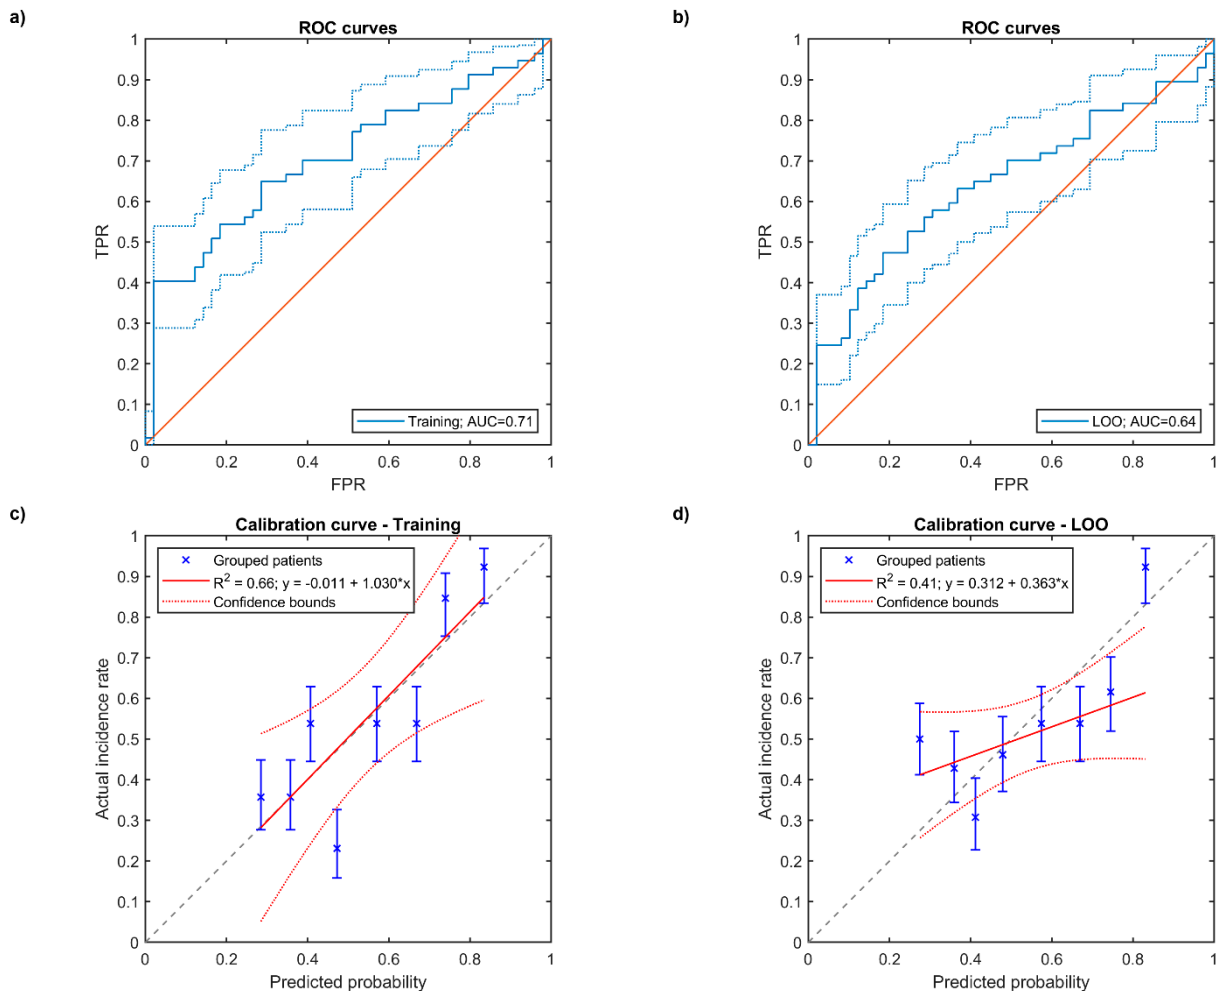 a)
ROC curves
1
0.9
0.8
0.7
0.6
0.5
0.4
0.3
0.2
0.1
0
TPR
Training; AUC=0.71
0 0.2 0.4 0.6 0.8 1
FPR
b)
ROC curves
1
0.9
0.8
0.7
0.6
0.5
0.4
0.3
0.2
0.1
0
TPR
LOO; AUC=0.64
0 0.2 0.4 0.6 0.8 1
FPR
c)
Calibration curve - Training
1
0.9
0.8
0.7
0.6
0.5
0.4
0.3
0.2
0.1
0
Actual incidence rate
Grouped patients
R² = 0.66; y = -0.011 + 1.030*x
Confidence bounds
0 0.2 0.4 0.6 0.8 1
Predicted probability
d)
Calibration curve - LOO
1
0.9
0.8
0.7
0.6
0.5
0.4
0.3
0.2
0.1
0
Actual incidence rate
Grouped patients
R² = 0.41; y = 0.312 + 0.363*x
Confidence bounds
0 0.2 0.4 0.6 0.8 1
Predicted probability